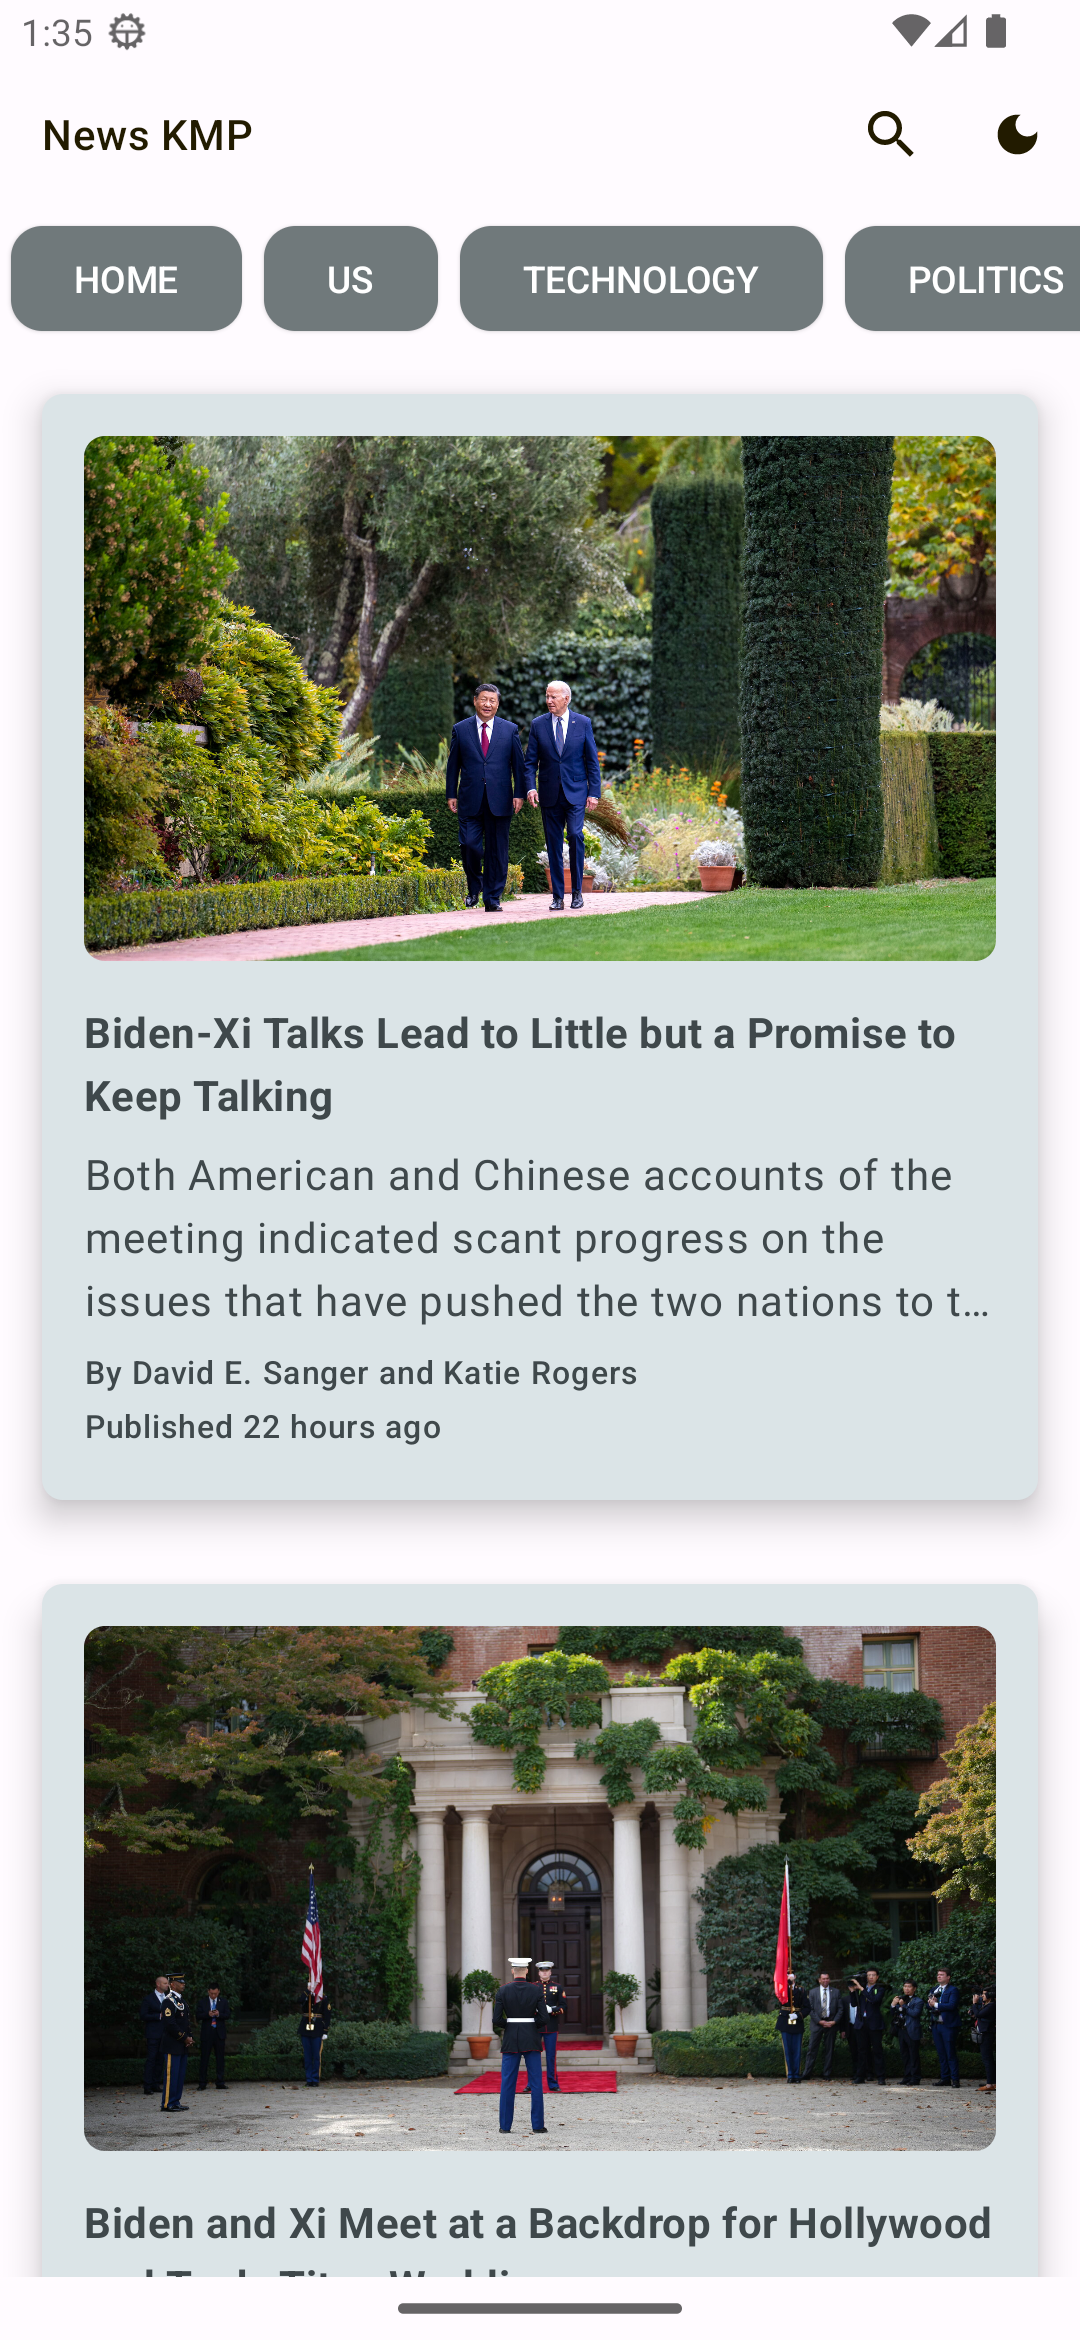 1:35
News KMP
HOME US TECHNOLOGY POLITICS
Biden-Xi Talks Lead to Little but a Promise to
Keep Talking
Both American and Chinese accounts of the
meeting indicated scant progress on the
issues that have pushed the two nations to t…
By David E. Sanger and Katie Rogers
Published 22 hours ago
Biden and Xi Meet at a Backdrop for Hollywood